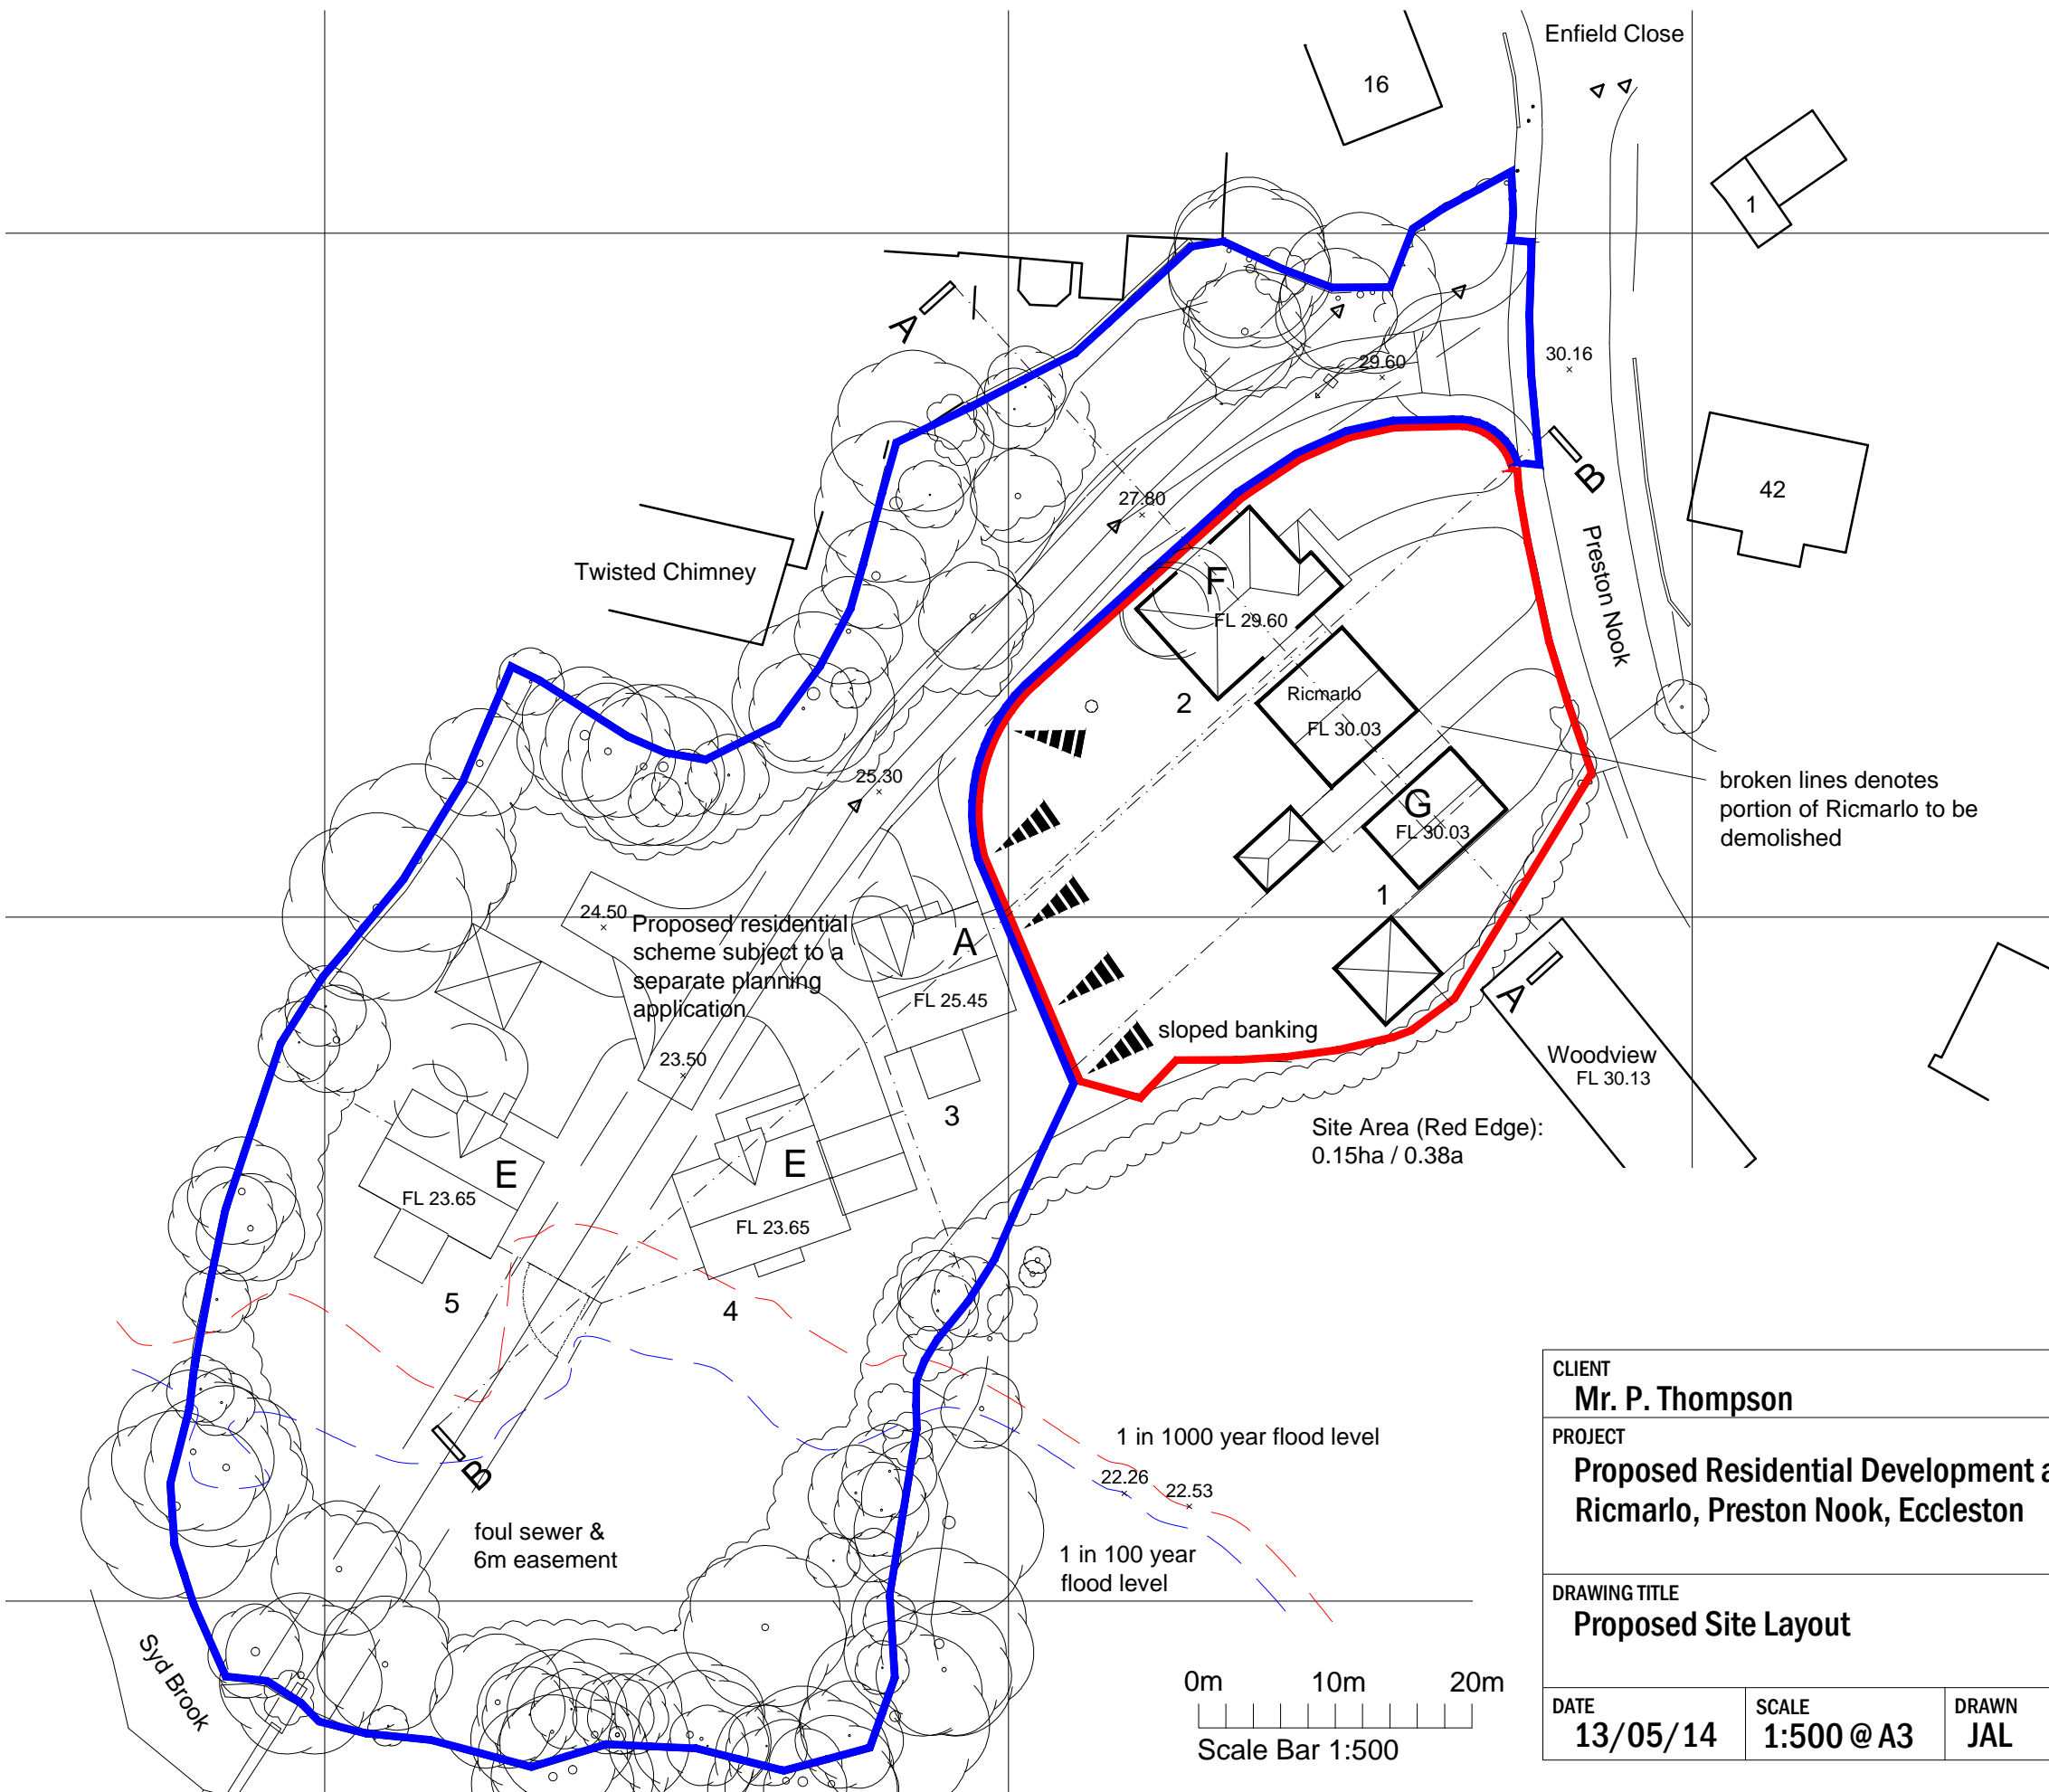 Enfield Close
16
1
A
29.60
30.16
B
42
27.80
Preston Nook
Twisted Chimney
F
FL 29.60
2
Ricmarlo
FL 30.03
25.30
broken lines denotes
portion of Ricmarlo to be
demolished
G
FL 30.03
1
24.50
Proposed residential
scheme subject to a
separate planning
application
A
FL 25.45
A
sloped banking
Woodview
FL 30.13
23.50
3
Site Area (Red Edge):
0.15ha / 0.38a
E
FL 23.65
E
FL 23.65
5
4
1 in 1000 year flood level
22.26
22.53
B
foul sewer &
6m easement
1 in 100 year
flood level
Syd Brook
0m 10m 20m
Scale Bar 1:500
CLIENT
Mr. P. Thompson
PROJECT
Proposed Residential Development a
Ricmarlo, Preston Nook, Eccleston
DRAWING TITLE
Proposed Site Layout
DATE
13/05/14
SCALE
1:500 @ A3
DRAWN
JAL